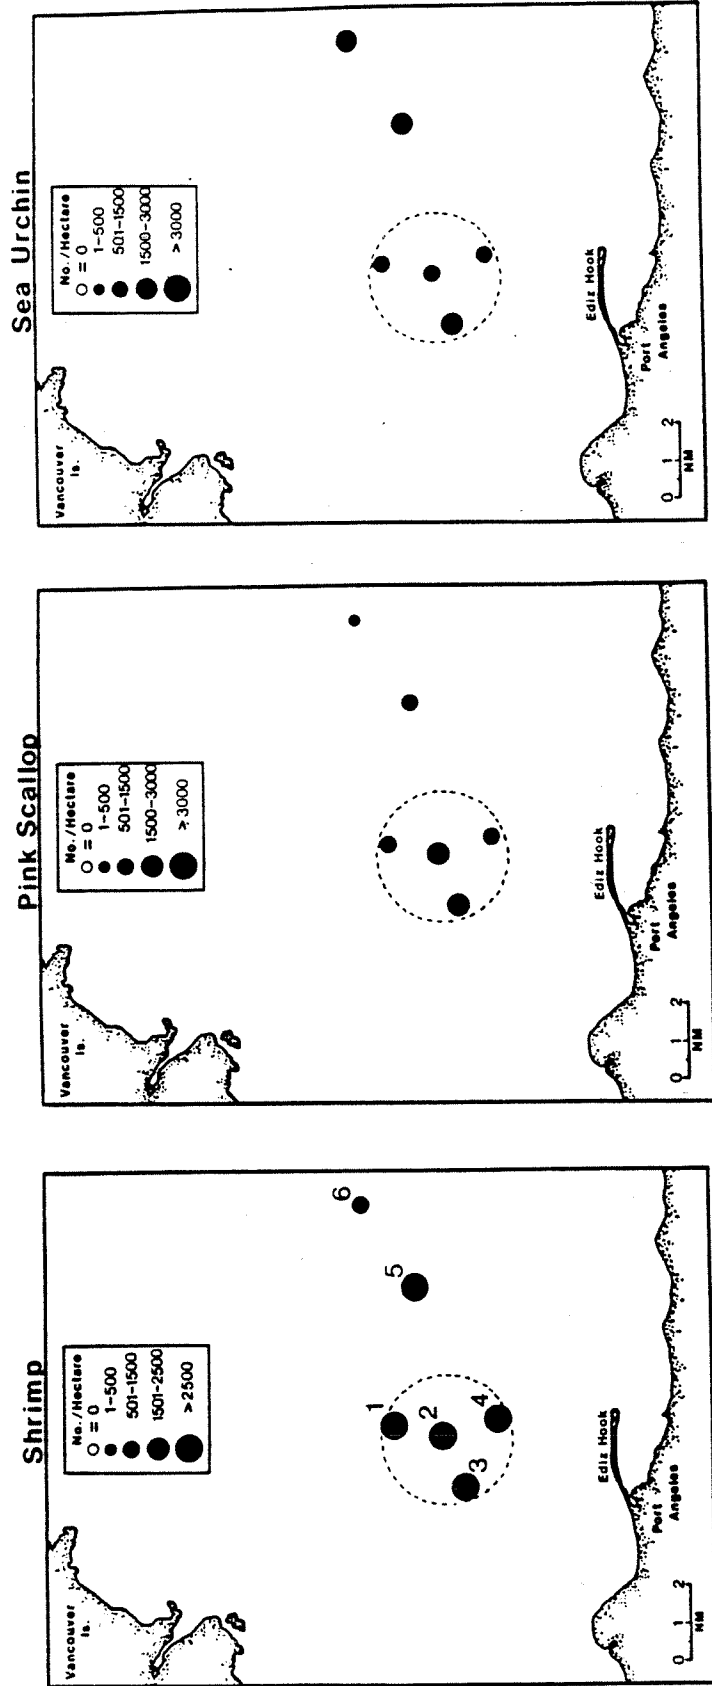 Shrimp
No./Hectare
= 0
1-500
501-1500
1501-2500
>2500
Vancouver
Is.
1
2
3
4
5
6
Ediz Hook
Port
Angeles
0 1 2
NM
Pink Scallop
No./Hectare
= 0
1-500
501-1500
1500-3000
>3000
Vancouver
Is.
Ediz Hook
Port
Angeles
0 1 2
NM
Sea Urchin
No./Hectare
= 0
1-500
501-1500
1500-3000
>3000
Vancouver
Is.
Ediz Hook
Port
Angeles
0 1 2
NM